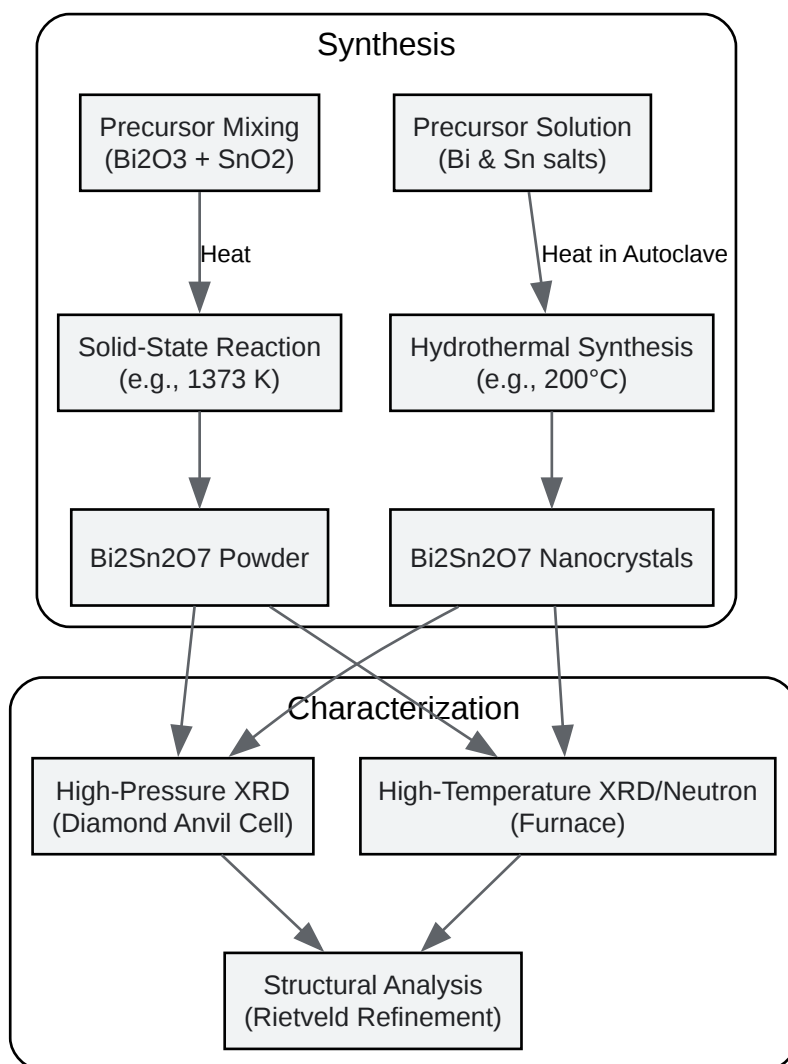 Synthesis
Precursor Mixing
(Bi2O3 + SnO2)
Precursor Solution
(Bi & Sn salts)
Heat
Heat in Autoclave
Solid-State Reaction
(e.g., 1373 K)
Hydrothermal Synthesis
(e.g., 200°C)
Bi2Sn2O7 Powder
Bi2Sn2O7 Nanocrystals
Characterization
High-Pressure XRD
(Diamond Anvil Cell)
High-Temperature XRD/Neutron
(Furnace)
Structural Analysis
(Rietveld Refinement)